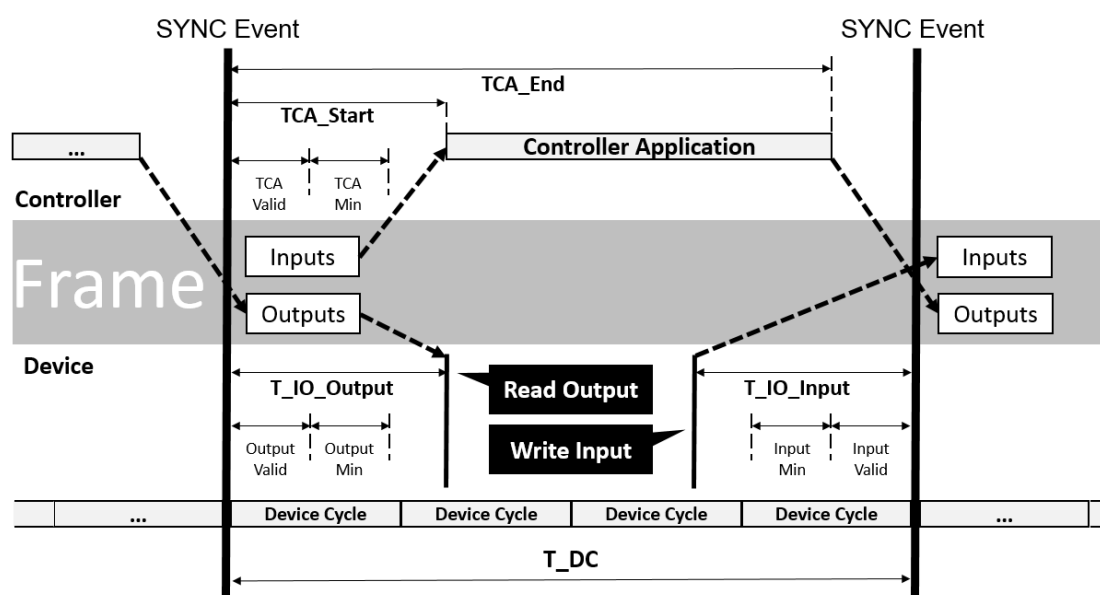 SYNC Event
SYNC Event
TCA_End
TCA_Start
...
Controller Application
TCA
Valid
TCA
Min
Controller
Frame
Inputs
Inputs
Outputs
Outputs
Device
T_IO_Output
Read Output
T_IO_Input
Write Input
Output
Valid
Output
Min
Input
Min
Input
Valid
...
Device Cycle
Device Cycle
Device Cycle
Device Cycle
...
T_DC